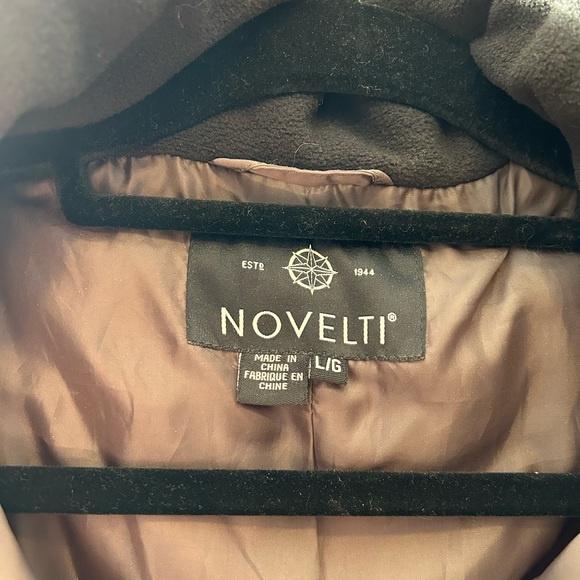 ESTD 1944
NOVELTI®
MADE IN
CHINA
FABRIQUE EN
CHINE
L/G